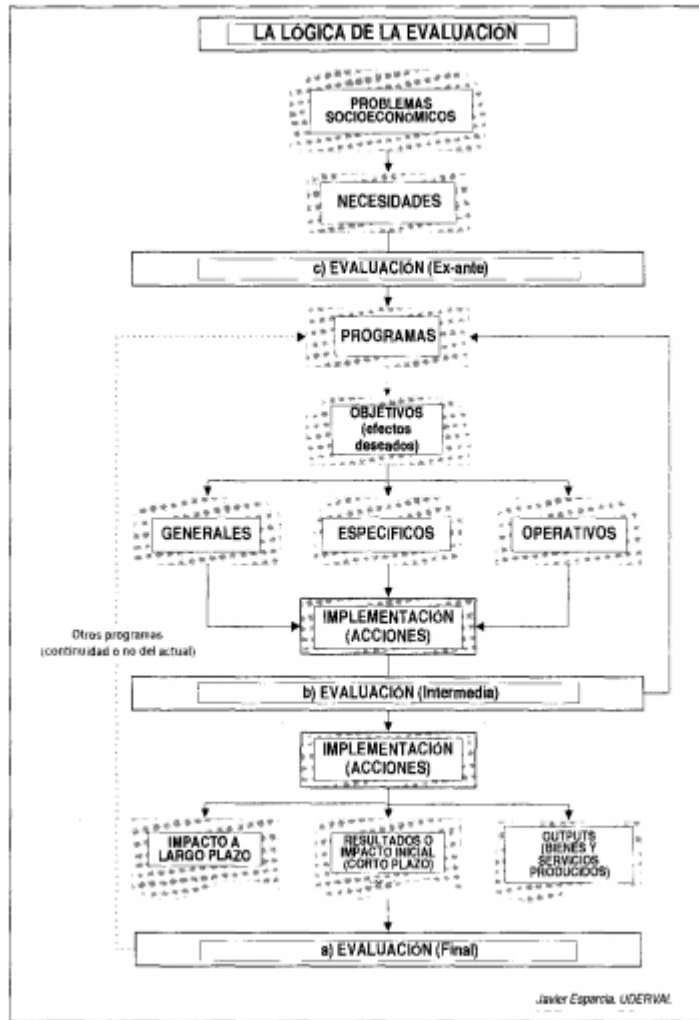 LA LÓGICA DE LA EVALUACIÓN
PROBLEMAS
SOCIOECONÓMICOS
NECESIDADES
c) EVALUACIÓN (Ex-ante)
PROGRAMAS
OBJETIVOS
(efectos
deseados)
GENERALES
ESPECÍFICOS
OPERATIVOS
IMPLEMENTACIÓN
(ACCIONES)
Otros programas
(continuidad o no del actual)
b) EVALUACIÓN (Intermedia)
IMPLEMENTACIÓN
(ACCIONES)
IMPACTO A
LARGO PLAZO
RESULTADOS O
IMPACTO INICIAL
(CORTO PLAZO)
OUTPUTS
(BIENES Y
SERVICIOS
PRODUCIDOS)
a) EVALUACIÓN (Final)
Javier Esparcia. UDERVAL